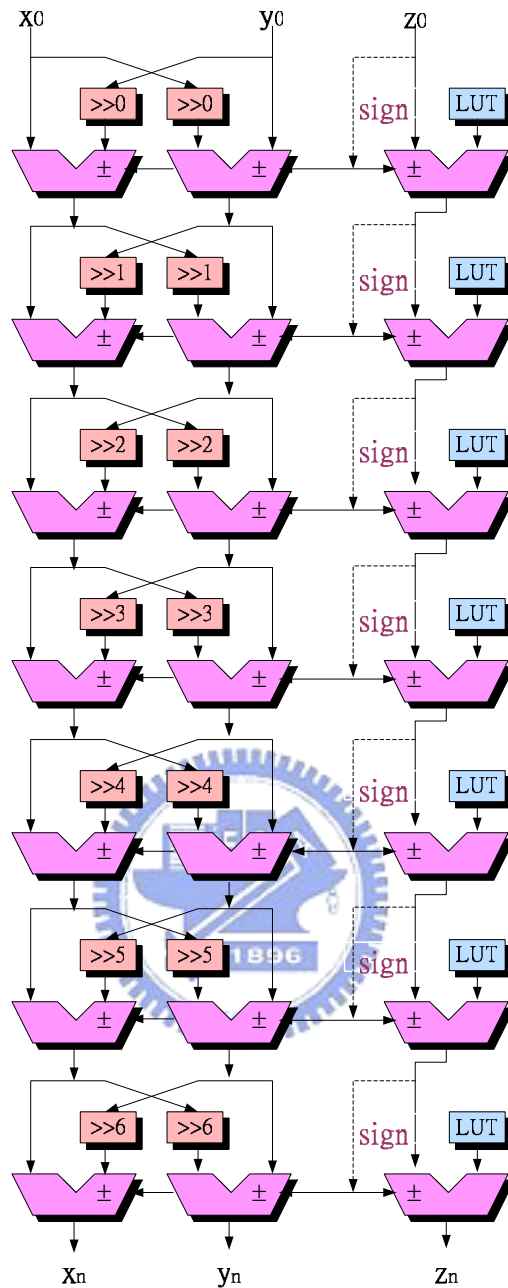 x0 y0 z0
>>0 >>0 sign LUT
± ± ±
>>1 >>1 sign LUT
± ± ±
>>2 >>2 sign LUT
± ± ±
>>3 >>3 sign LUT
± ± ±
>>4 >>4 sign LUT
± ± ±
>>5 >>5 sign LUT
1896
± ± ±
>>6 >>6 sign LUT
± ± ±
xn yn zn